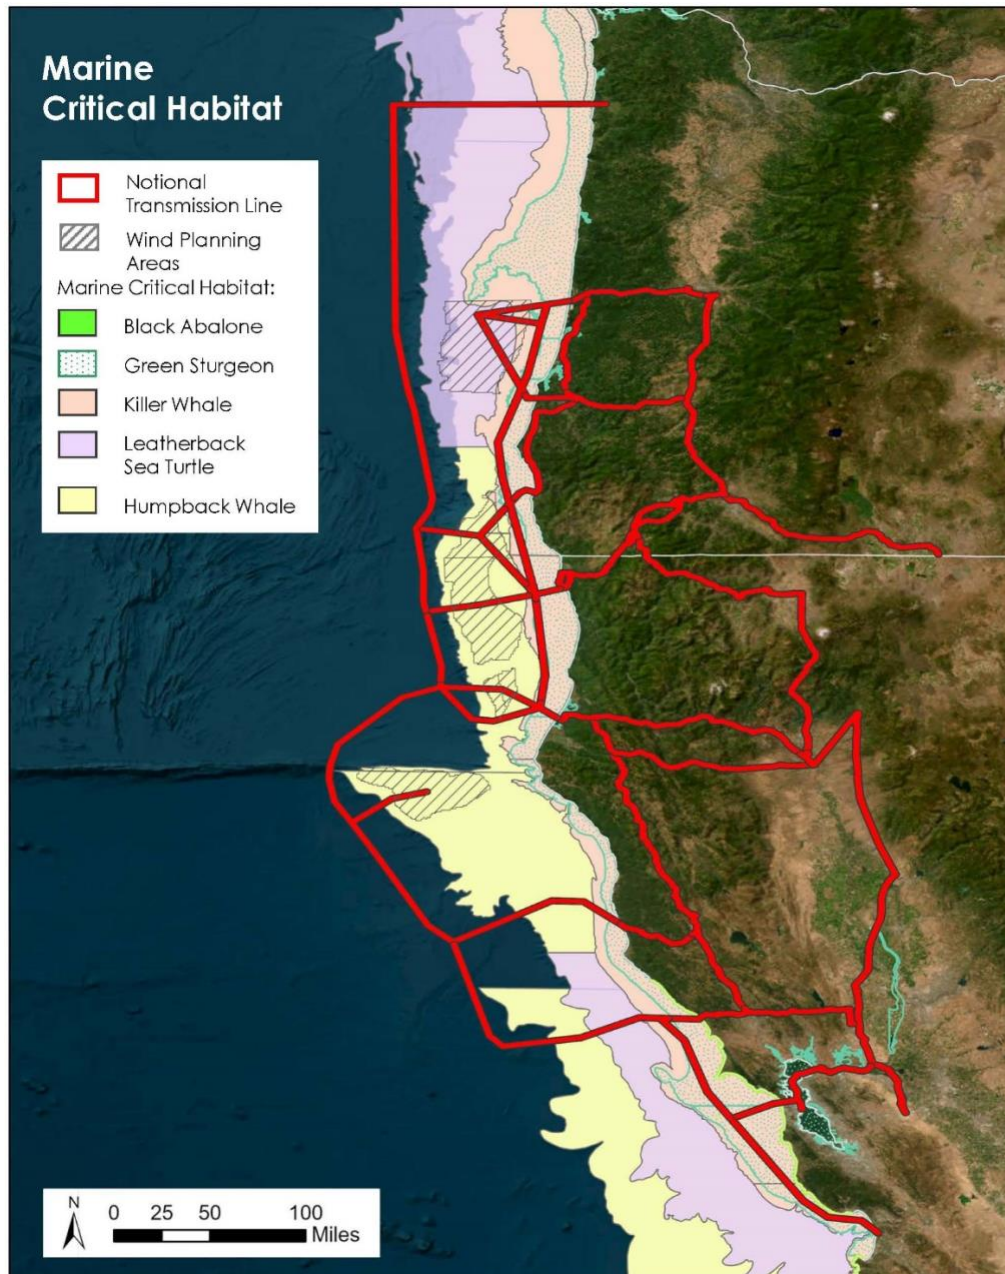 Marine
Critical Habitat
Notional
Transmission Line
Wind Planning
Areas
Marine Critical Habitat:
Black Abalone
Green Sturgeon
Killer Whale
Leatherback
Sea Turtle
Humpback Whale
N
0 25 50 100
Miles